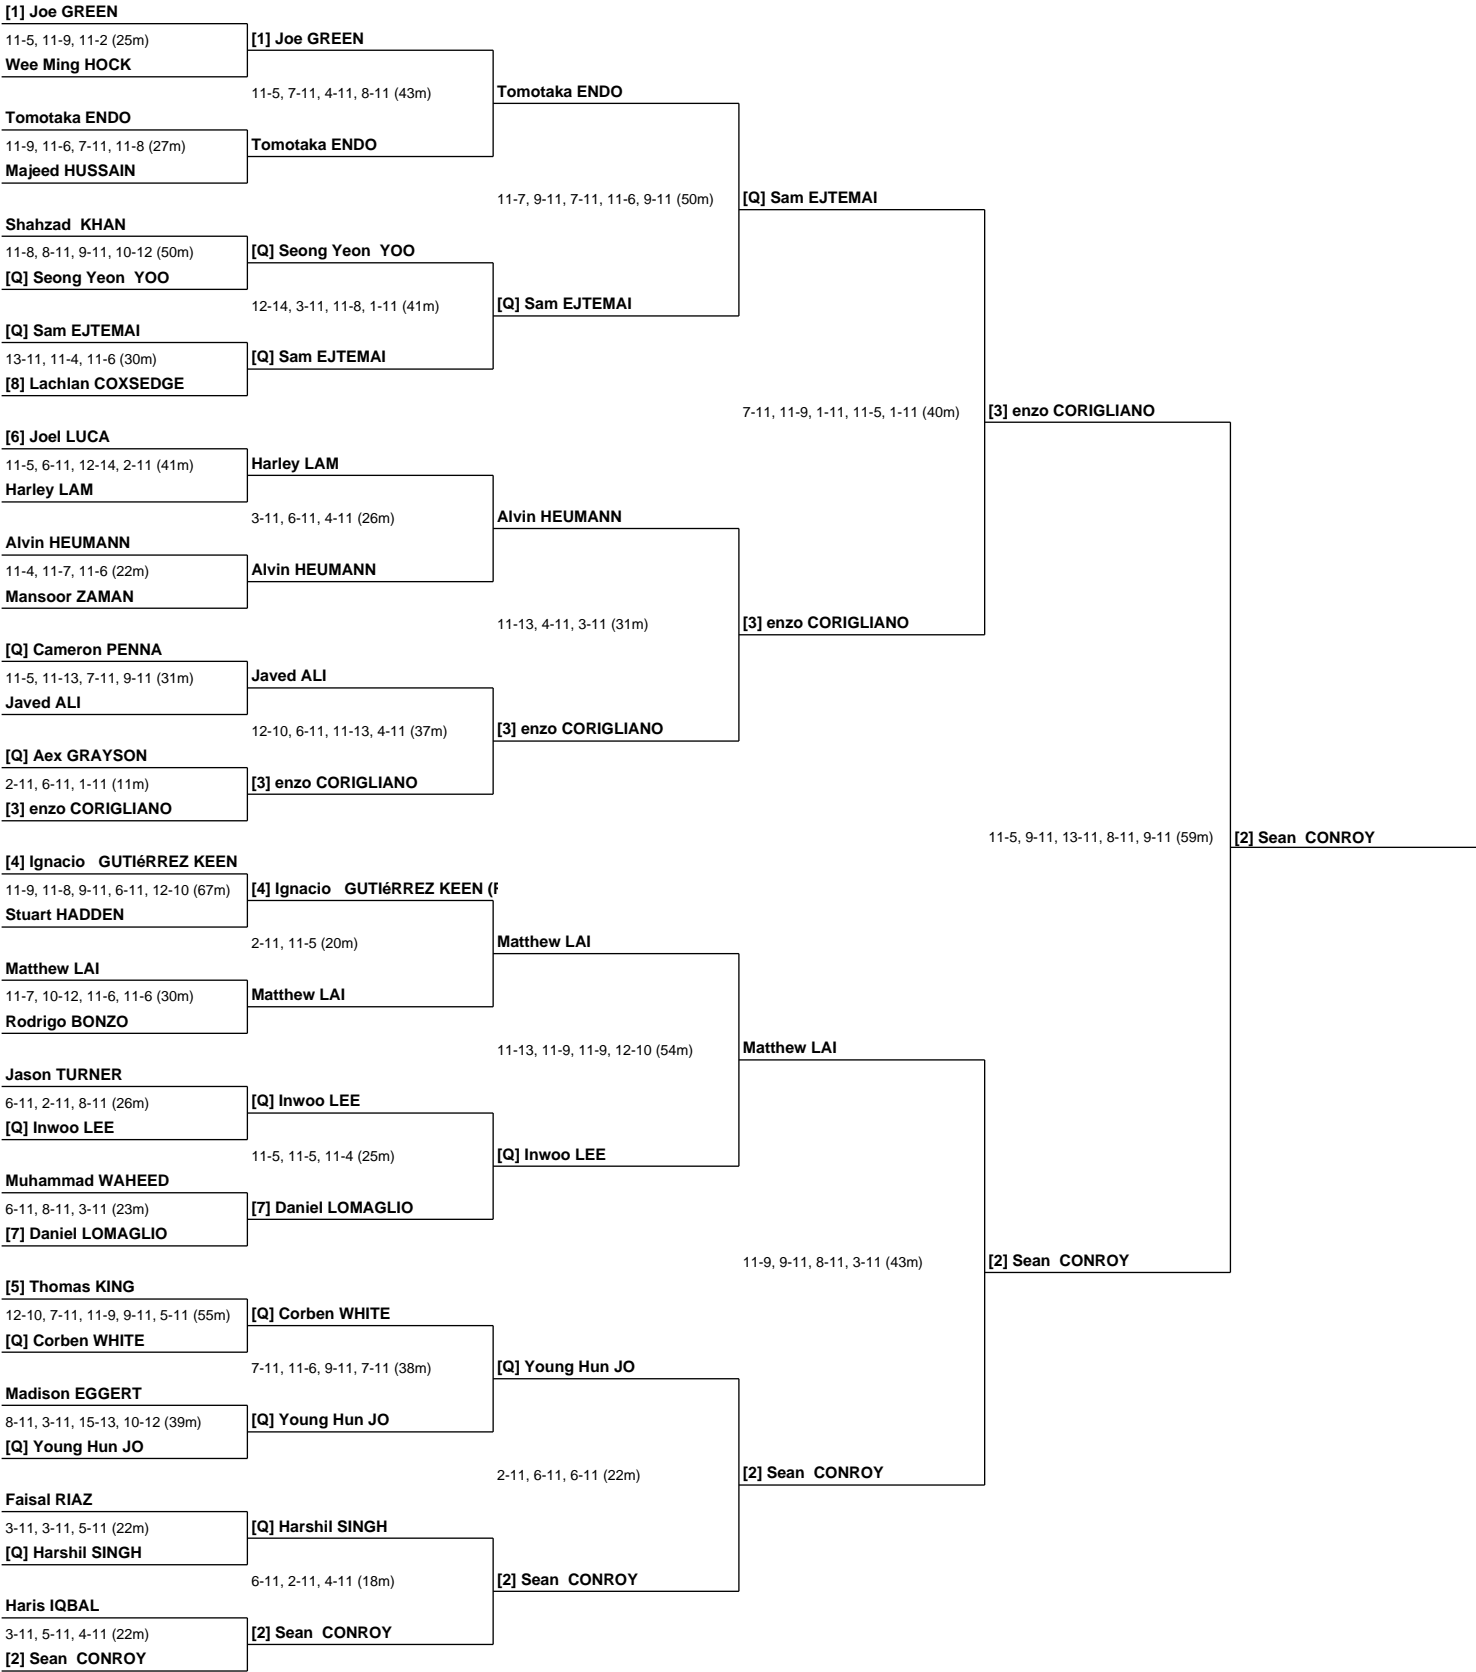 [1] Joe GREEN
11-5, 11-9, 11-2 (25m)
[1] Joe GREEN
Wee Ming HOCK
11-5, 7-11, 4-11, 8-11 (43m)
Tomotaka ENDO
Tomotaka ENDO
11-9, 11-6, 7-11, 11-8 (27m)
Tomotaka ENDO
Majeed HUSSAIN
11-7, 9-11, 7-11, 11-6, 9-11 (50m)
[Q] Sam EJTEMAI
Shahzad  KHAN
11-8, 8-11, 9-11, 10-12 (50m)
[Q] Seong Yeon  YOO
[Q] Seong Yeon  YOO
12-14, 3-11, 11-8, 1-11 (41m)
[Q] Sam EJTEMAI
[Q] Sam EJTEMAI
13-11, 11-4, 11-6 (30m)
[Q] Sam EJTEMAI
[8] Lachlan COXSEDGE
7-11, 11-9, 1-11, 11-5, 1-11 (40m)
[3] enzo CORIGLIANO
[6] Joel LUCA
11-5, 6-11, 12-14, 2-11 (41m)
Harley LAM
Harley LAM
3-11, 6-11, 4-11 (26m)
Alvin HEUMANN
Alvin HEUMANN
11-4, 11-7, 11-6 (22m)
Alvin HEUMANN
Mansoor ZAMAN
11-13, 4-11, 3-11 (31m)
[3] enzo CORIGLIANO
[Q] Cameron PENNA
11-5, 11-13, 7-11, 9-11 (31m)
Javed ALI
Javed ALI
12-10, 6-11, 11-13, 4-11 (37m)
[3] enzo CORIGLIANO
[Q] Aex GRAYSON
2-11, 6-11, 1-11 (11m)
[3] enzo CORIGLIANO
[3] enzo CORIGLIANO
11-5, 9-11, 13-11, 8-11, 9-11 (59m)
[2] Sean  CONROY
[4] Ignacio   GUTIéRREZ KEEN
11-9, 11-8, 9-11, 6-11, 12-10 (67m)
[4] Ignacio   GUTIéRREZ KEEN (
Stuart HADDEN
2-11, 11-5 (20m)
Matthew LAI
Matthew LAI
11-7, 10-12, 11-6, 11-6 (30m)
Matthew LAI
Rodrigo BONZO
11-13, 11-9, 11-9, 12-10 (54m)
Matthew LAI
Jason TURNER
6-11, 2-11, 8-11 (26m)
[Q] Inwoo LEE
[Q] Inwoo LEE
11-5, 11-5, 11-4 (25m)
[Q] Inwoo LEE
Muhammad WAHEED
6-11, 8-11, 3-11 (23m)
[7] Daniel LOMAGLIO
[7] Daniel LOMAGLIO
11-9, 9-11, 8-11, 3-11 (43m)
[2] Sean  CONROY
[5] Thomas KING
12-10, 7-11, 11-9, 9-11, 5-11 (55m)
[Q] Corben WHITE
[Q] Corben WHITE
7-11, 11-6, 9-11, 7-11 (38m)
[Q] Young Hun JO
Madison EGGERT
8-11, 3-11, 15-13, 10-12 (39m)
[Q] Young Hun JO
[Q] Young Hun JO
2-11, 6-11, 6-11 (22m)
[2] Sean  CONROY
Faisal RIAZ
3-11, 3-11, 5-11 (22m)
[Q] Harshil SINGH
[Q] Harshil SINGH
6-11, 2-11, 4-11 (18m)
[2] Sean  CONROY
Haris IQBAL
3-11, 5-11, 4-11 (22m)
[2] Sean  CONROY
[2] Sean  CONROY